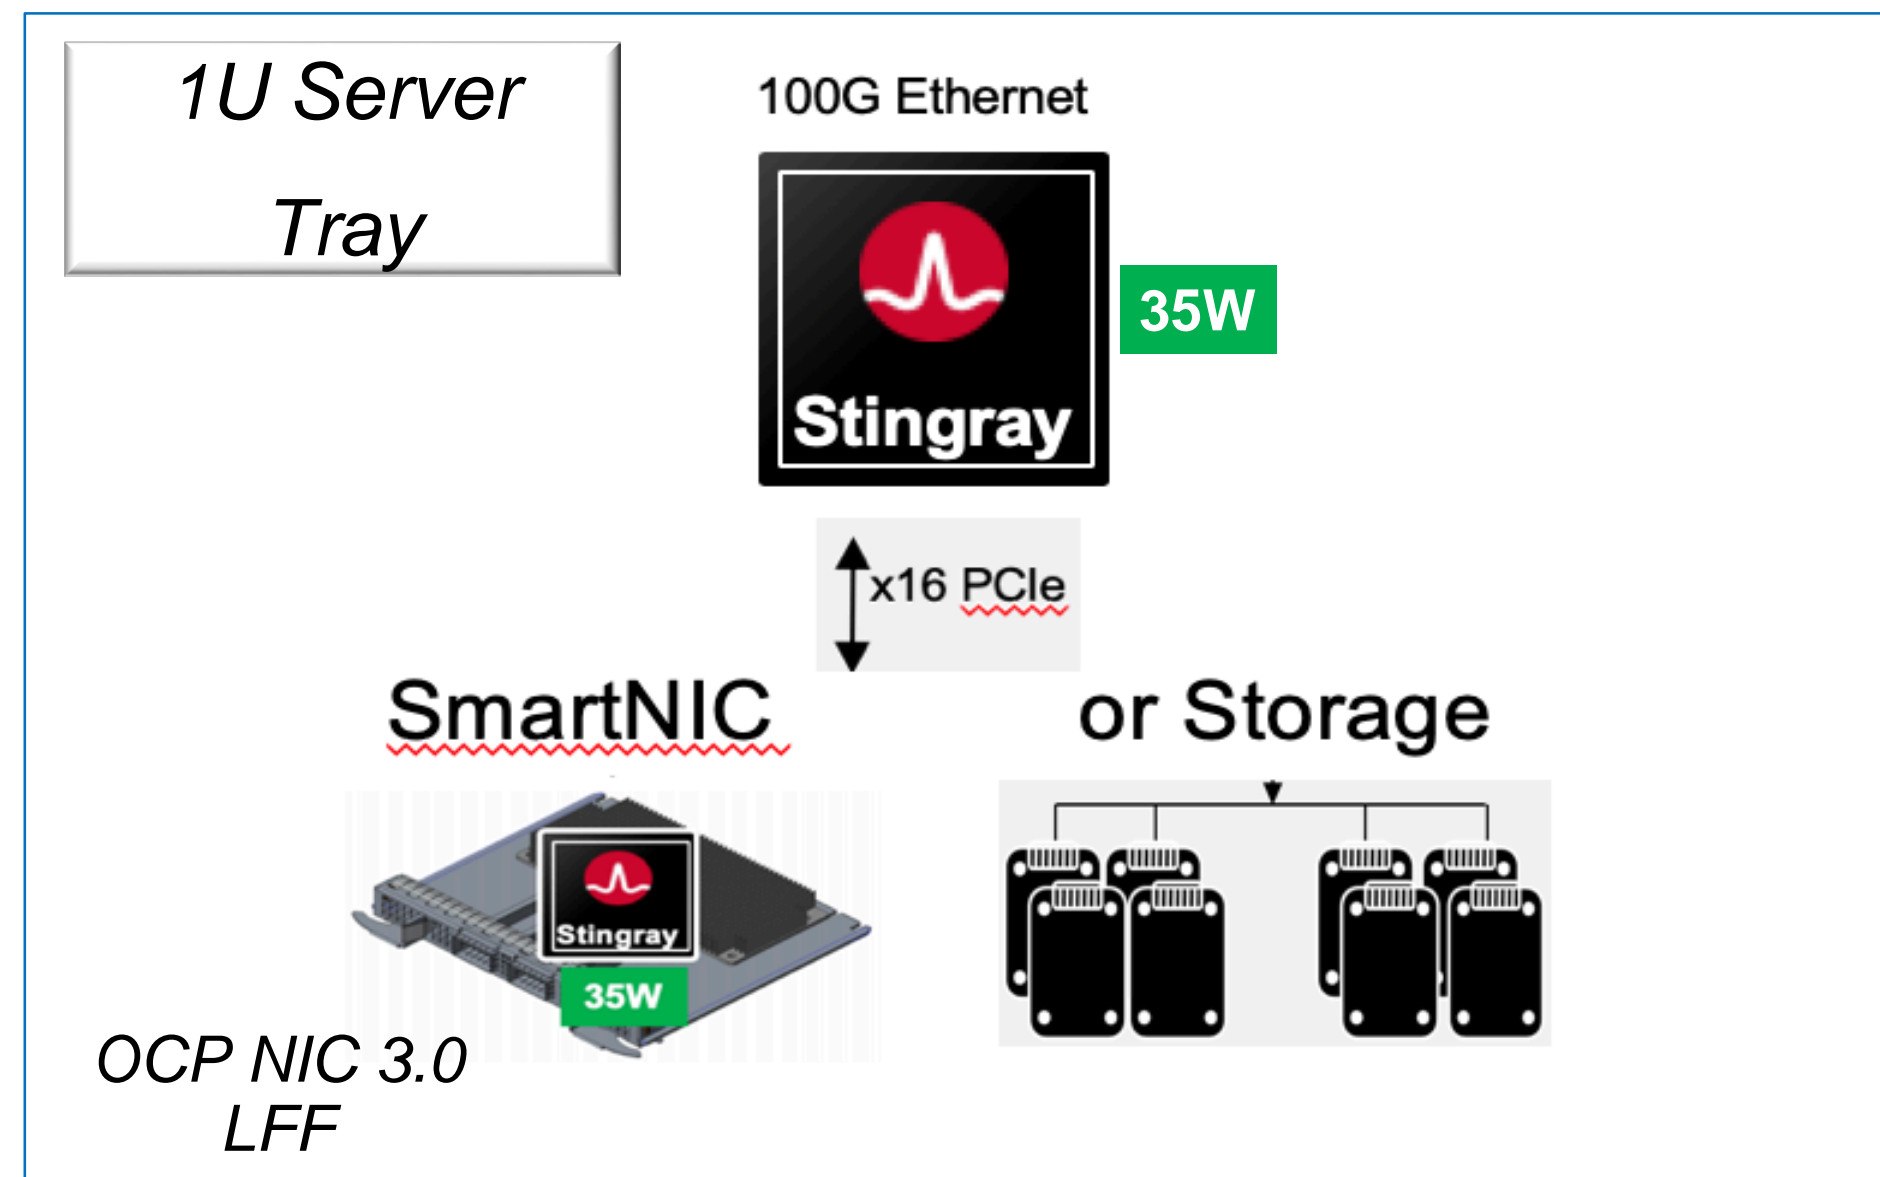 1U Server
Tray
100G Ethernet
Stingray
35W
x16 PCIe
SmartNIC
or Storage
Stingray
35W
OCP NIC 3.0
LFF